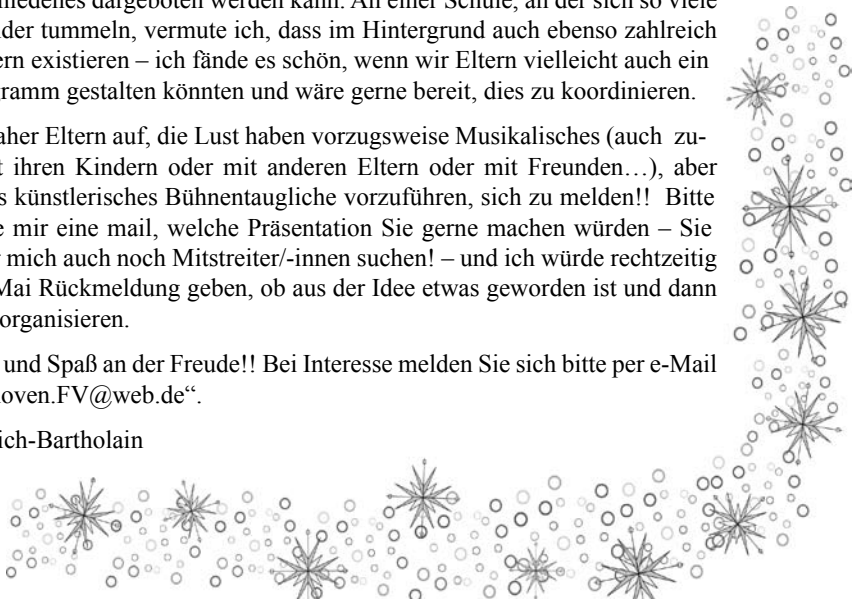 hiedenes dargeboten werden kann. An einer Schule, an der sich so viele
der tummeln, vermute ich, dass im Hintergrund auch ebenso zahlreich
ern existieren – ich fände es schön, wenn wir Eltern vielleicht auch ein
gramm gestalten könnten und wäre gerne bereit, dies zu koordinieren.
aher Eltern auf, die Lust haben vorzugsweise Musikalisches (auch zu-
t ihren Kindern oder mit anderen Eltern oder mit Freunden…), aber
s künstlerisches Bühnentaugliche vorzuführen, sich zu melden!! Bitte
e mir eine mail, welche Präsentation Sie gerne machen würden – Sie
mich auch noch Mitstreiter/-innen suchen! – und ich würde rechtzeitig
Mai Rückmeldung geben, ob aus der Idee etwas geworden ist und dann
organisieren.
und Spaß an der Freude!! Bei Interesse melden Sie sich bitte per e-Mail
hoven.FV@web.de“.
ich-Bartholain